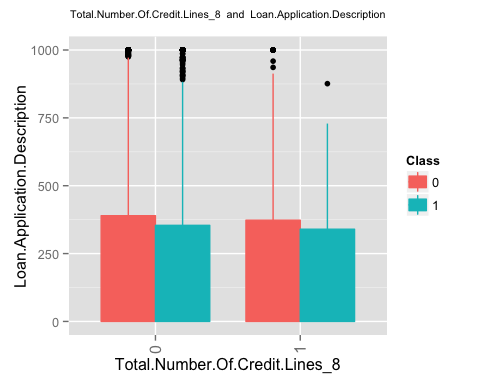 Total.Number.Of.Credit.Lines_8 and Loan.Application.Description
Loan.Application.Description
1000
750
500
250
0
0
1
Total.Number.Of.Credit.Lines_8
Class
0
1